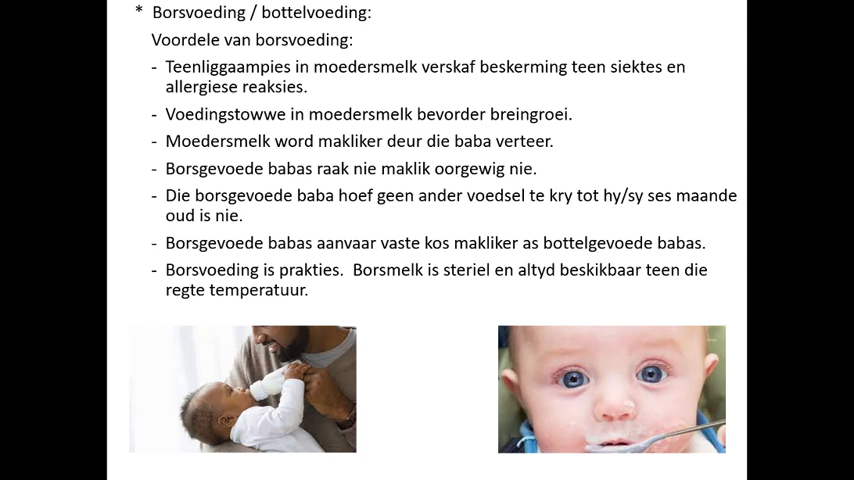 * Borsvoeding / bottelvoeding:
Voordele van borsvoeding:
- Teenliggaampies in moedersmelk verskaf beskerming teen siektes en
allergiese reaksies.
- Voedingstowwe in moedersmelk bevorder breingroei.
- Moedersmelk word makliker deur die baba verteer.
- Borsgevoede babas raak nie maklik oorgewig nie.
- Die borsgevoede baba hoef geen ander voedsel te kry tot hy/sy ses maande
oud is nie.
- Borsgevoede babas aanvaar vaste kos makliker as bottelgevoede babas.
- Borsvoeding is prakties.  Borsmelk is steriel en altyd beskikbaar teen die
regte temperatuur.